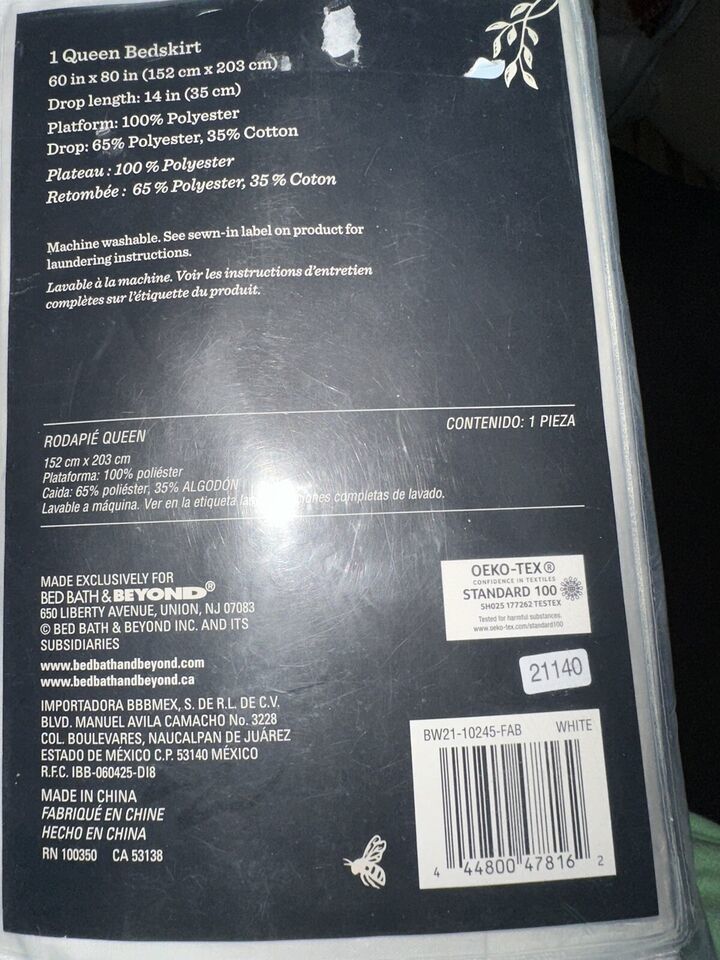 1 Queen Bedskirt
60 in x 80 in (152 cm x 203 cm)
Drop length: 14 in (35 cm)
Platform: 100% Polyester
Drop: 65% Polyester, 35% Cotton
Plateau : 100 % Polyester
Retombée : 65 % Polyester, 35 % Coton
Machine washable. See sewn-in label on product for
laundering instructions.
Lavable à la machine. Voir les instructions d'entretien
complètes sur l'étiquette du produit.
RODAPIÉ QUEEN
CONTENIDO: 1 PIEZA
152 cm x 203 cm
Plataforma: 100% poliéster
Caida: 65% poliéster, 35% ALGODÓN
Lavable a máquina. Ver en la etiqueta completas de lavado.
MADE EXCLUSIVELY FOR
BED BATH & BEYOND®
650 LIBERTY AVENUE, UNION, NJ 07083
© BED BATH & BEYOND INC. AND ITS
SUBSIDIARIES
www.bedbathandbeyond.com
www.bedbathandbeyond.ca
IMPORTADORA BBBMEX, S. DE R.L. DE C.V.
BLVD. MANUEL AVILA CAMACHO No. 3228
COL. BOULEVARES, NAUCALPAN DE JUÁREZ
ESTADO DE MÉXICO C.P. 53140 MÉXICO
R.F.C. IBB-060425-DI8
MADE IN CHINA
FABRIQUÉ EN CHINE
HECHO EN CHINA
RN 100350 CA 53138
OEKO-TEX®
CONFIDENCE IN TEXTILES
STANDARD 100
SH025 177262 TESTEX
Tested for harmful substances.
www.oeko-tex.com/standard100
21140
BW21-10245-FAB WHITE
4 44800 47816 2